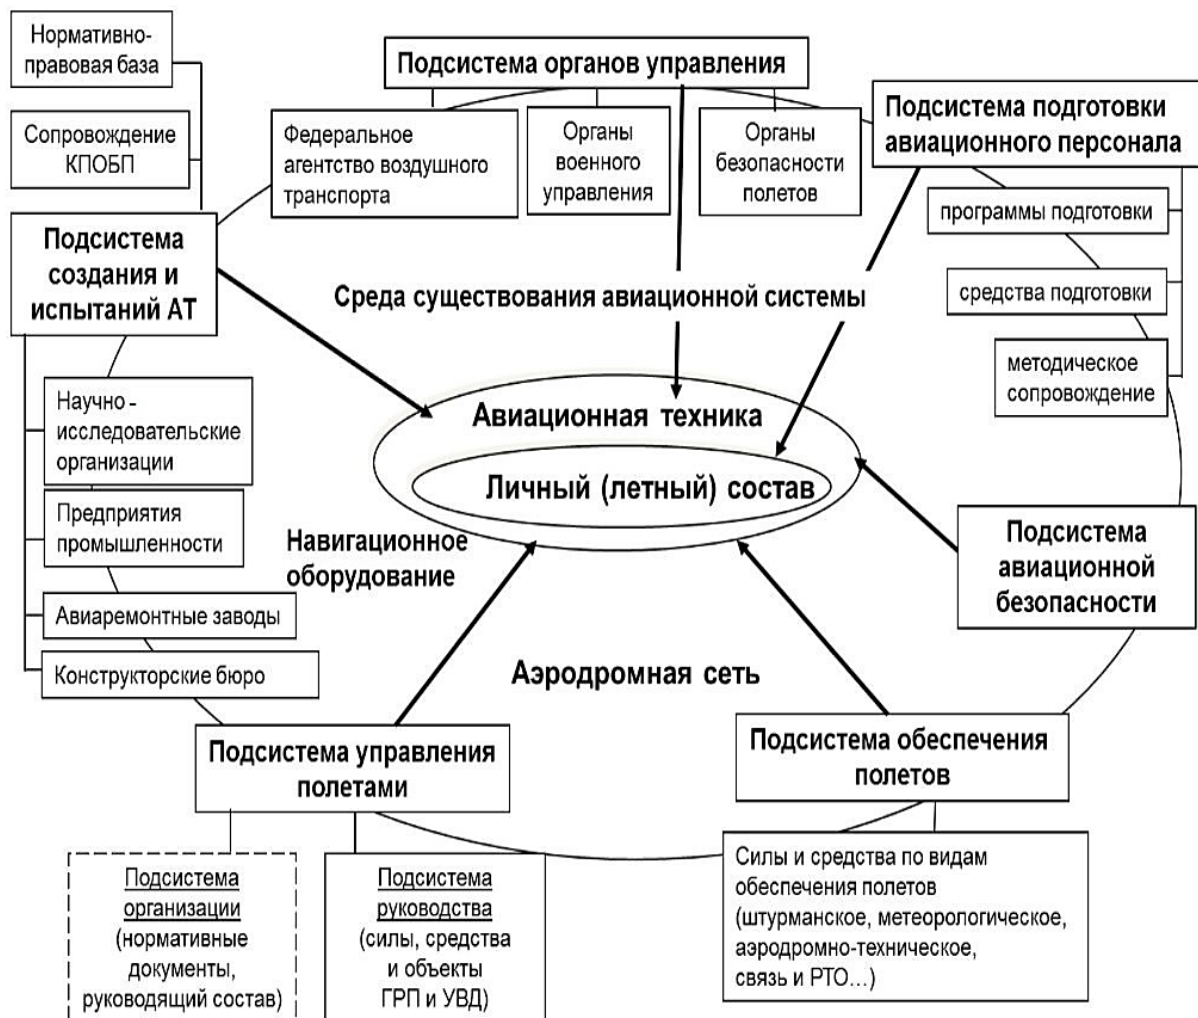 Нормативно-
правовая база
Сопровождение
КПОБП
Подсистема органов управления
Федеральное
агентство воздушного
транспорта
Органы
военного
управления
Органы
безопасности
полетов
Подсистема подготовки
авиационного персонала
программы подготовки
средства подготовки
методическое
сопровождение
Подсистема
создания и
испытаний АТ
Среда существования авиационной системы
Научно -
исследовательские
организации
Предприятия
промышленности
Авиаремонтные заводы
Конструкторские бюро
Авиационная техника
Личный (летный) состав
Навигационное
оборудование
Подсистема
авиационной
безопасности
Аэродромная сеть
Подсистема управления
полетами
Подсистема обеспечения
полетов
Подсистема
организации
(нормативные
документы,
руководящий состав)
Подсистема
руководства
(силы, средства
и объекты
ГРП и УВД)
Силы и средства по видам
обеспечения полетов
(штурманское, метеорологическое,
аэродромно-техническое,
связь и РТО...)